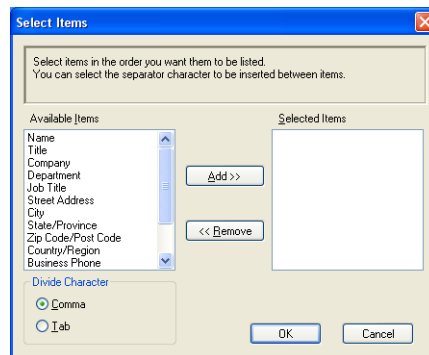 Select Items
Select items in the order you want them to be listed.
You can select the separator character to be inserted between items.
Available Items
Selected Items
Name
Title
Company
Department
Job Title
Street Address
City
State/Province
Zip Code/Post Code
Country/Region
Business Phone
Add >>
<< Remove
Divide Character
Comma
Tab
OK
Cancel